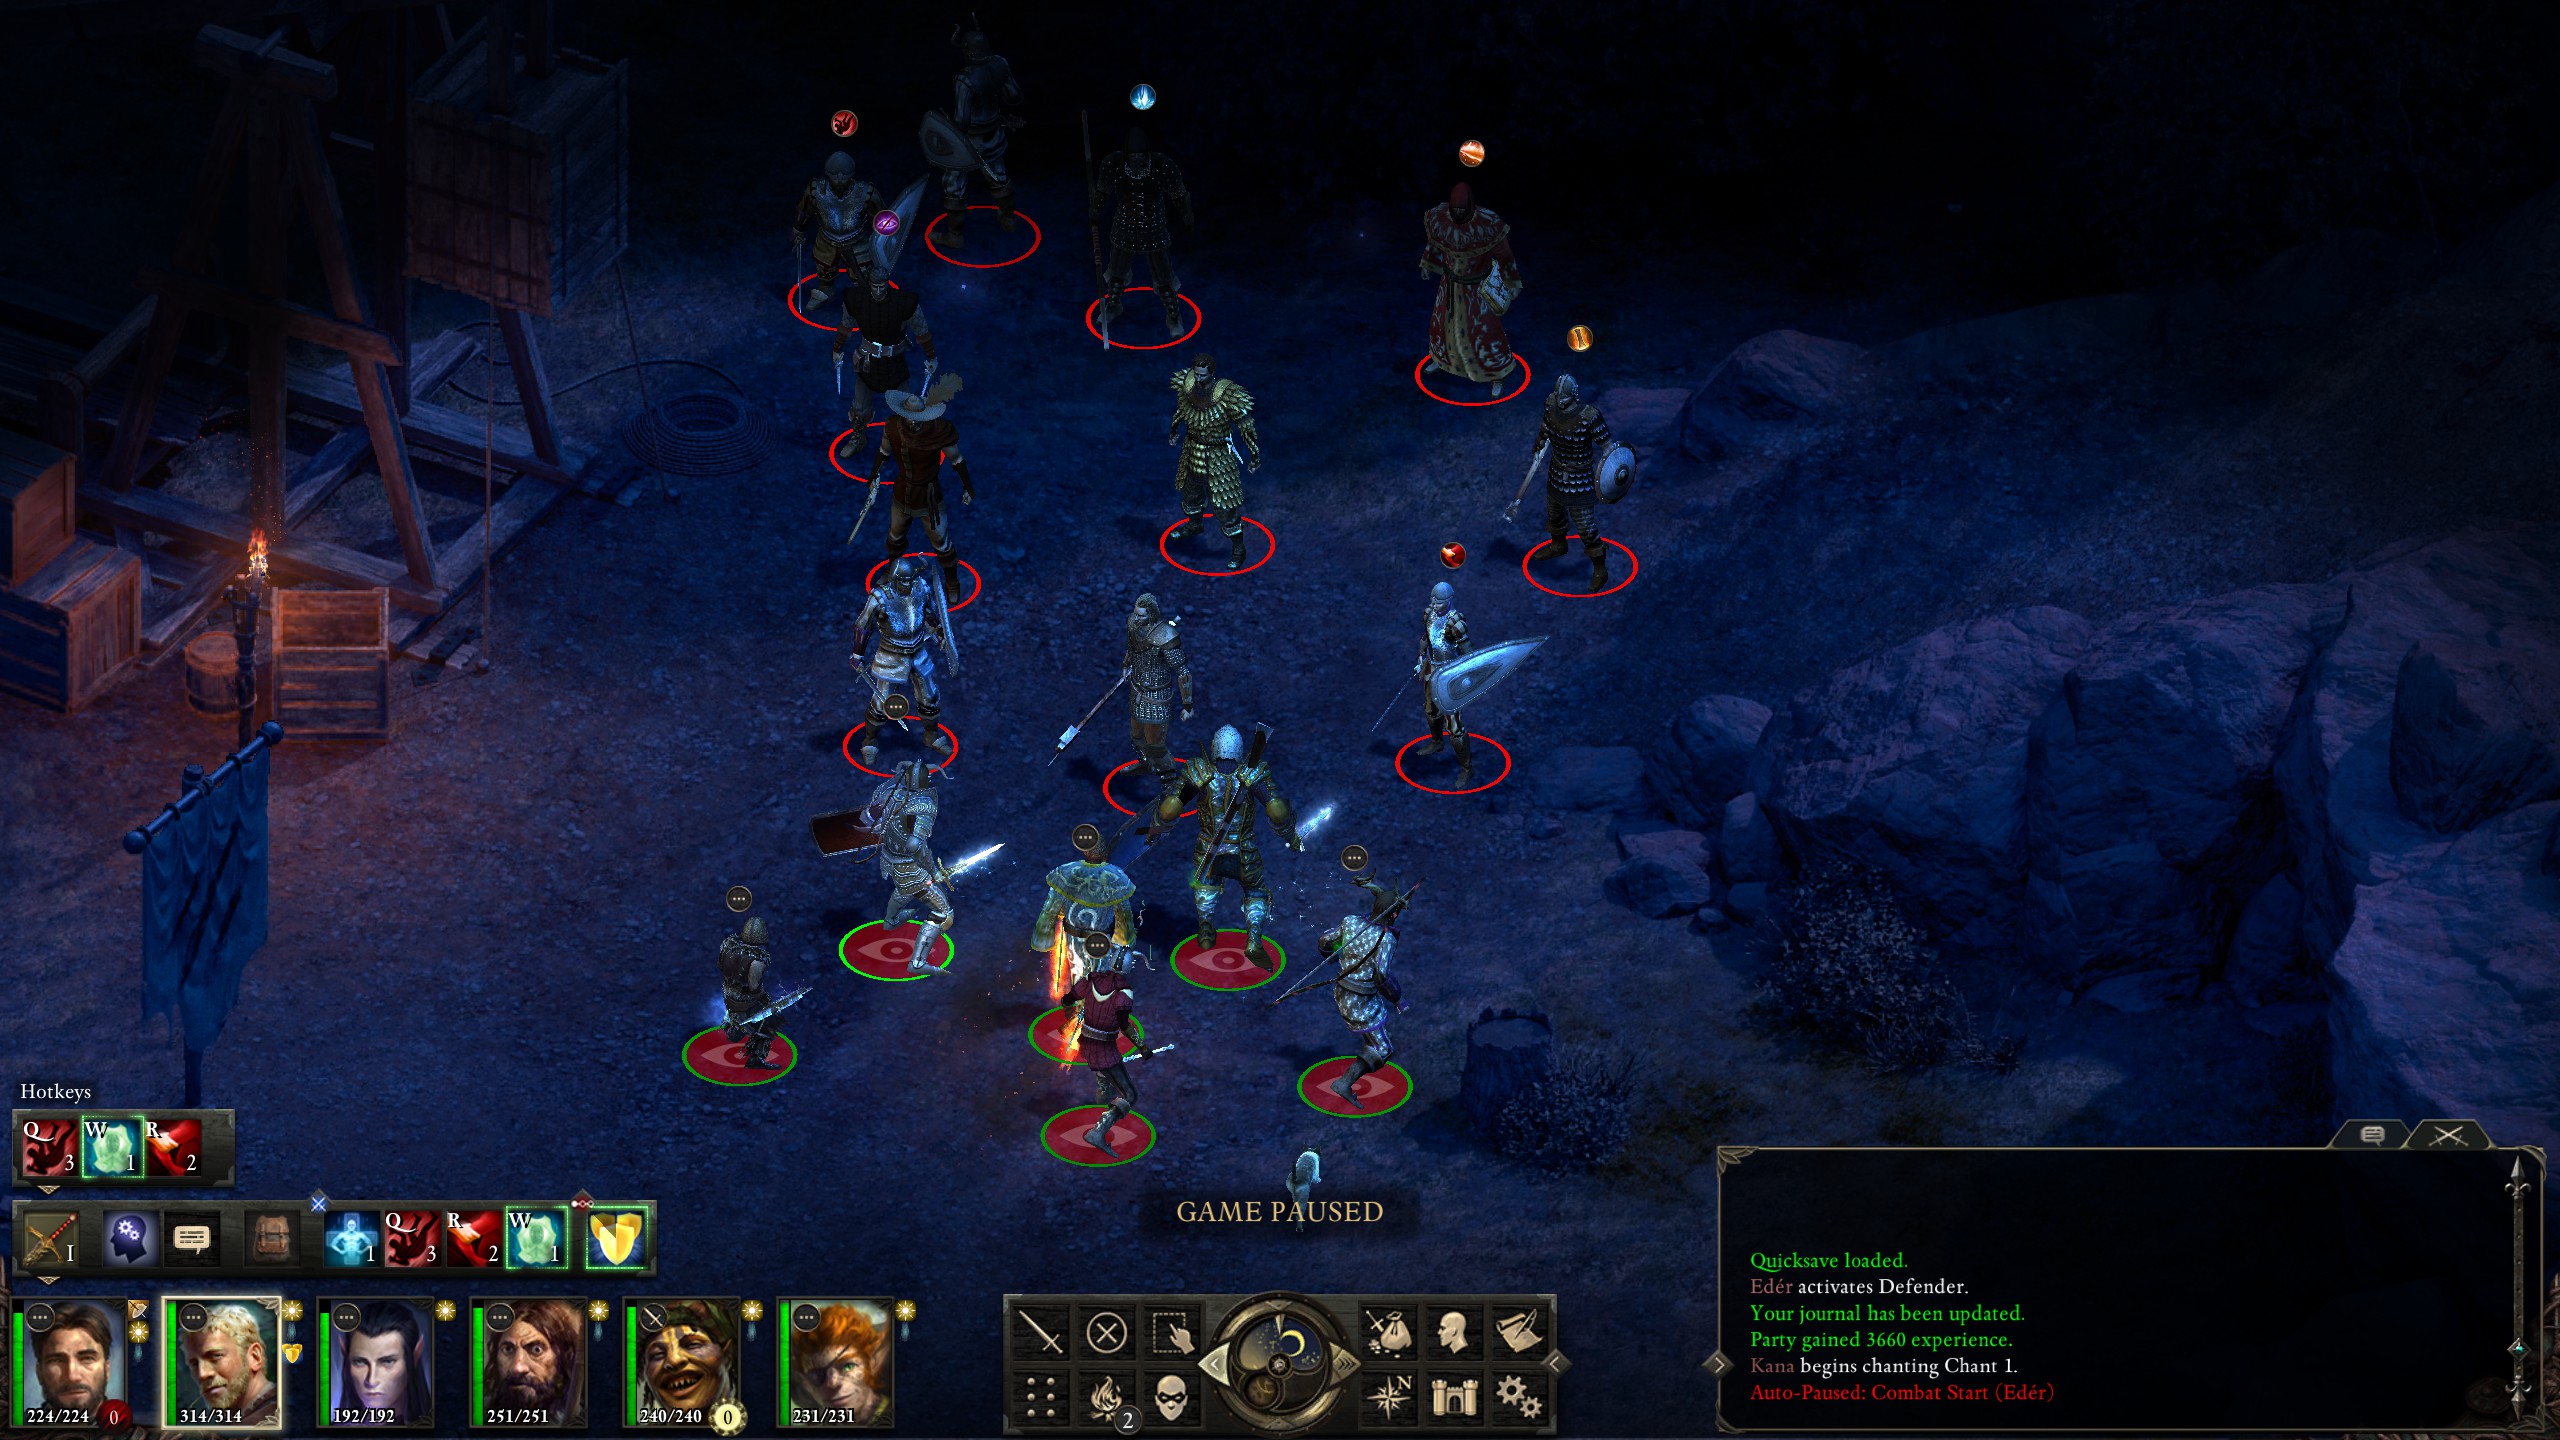 Hotkeys
Q W R
3 1 2
GAME PAUSED
Q R W
I 1 3 2 1
Quicksave loaded.
Edér activates Defender.
Your journal has been updated.
Party gained 3660 experience.
Kana begins chanting Chant 1.
Auto-Paused: Combat Start (Edér)
N
224/224 0 314/314 192/192 251/251 240/240 0 231/231
2